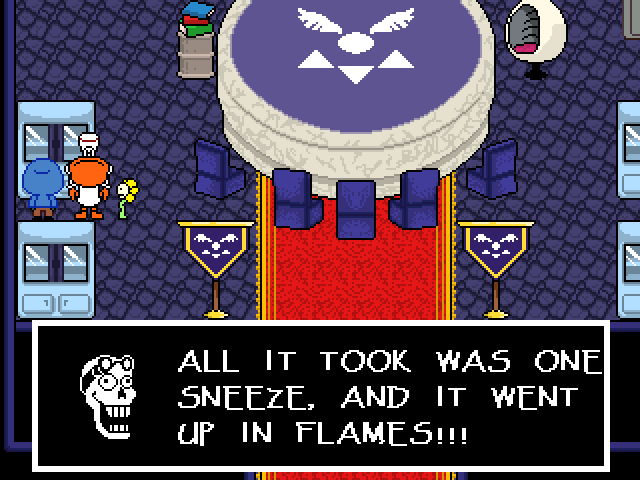 ALL IT TOOK WAS ONE
SNEEZE, AND IT WENT
UP IN FLAMES!!!